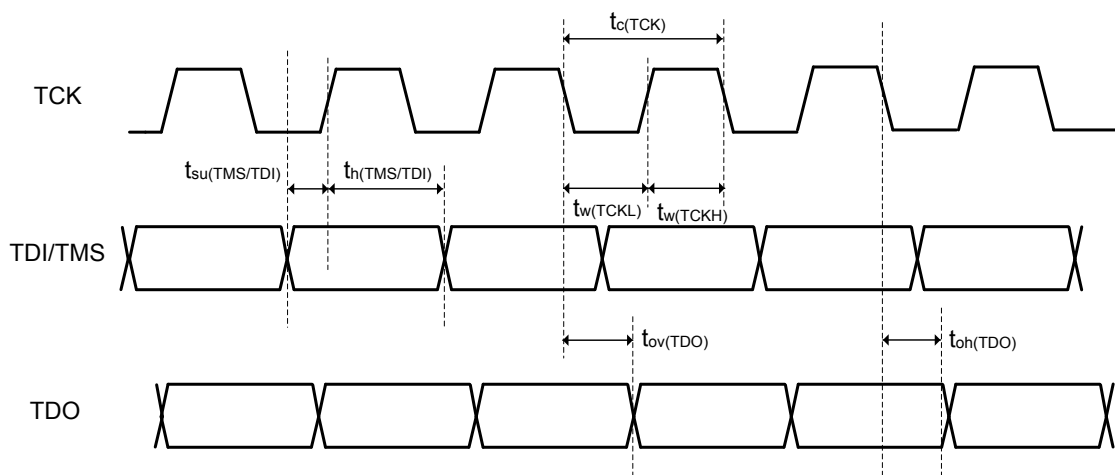 tc(TCK)
TCK
tsu(TMS/TDI)
th(TMS/TDI)
tw(TCKL)
tw(TCKH)
TDI/TMS
tov(TDO)
toh(TDO)
TDO